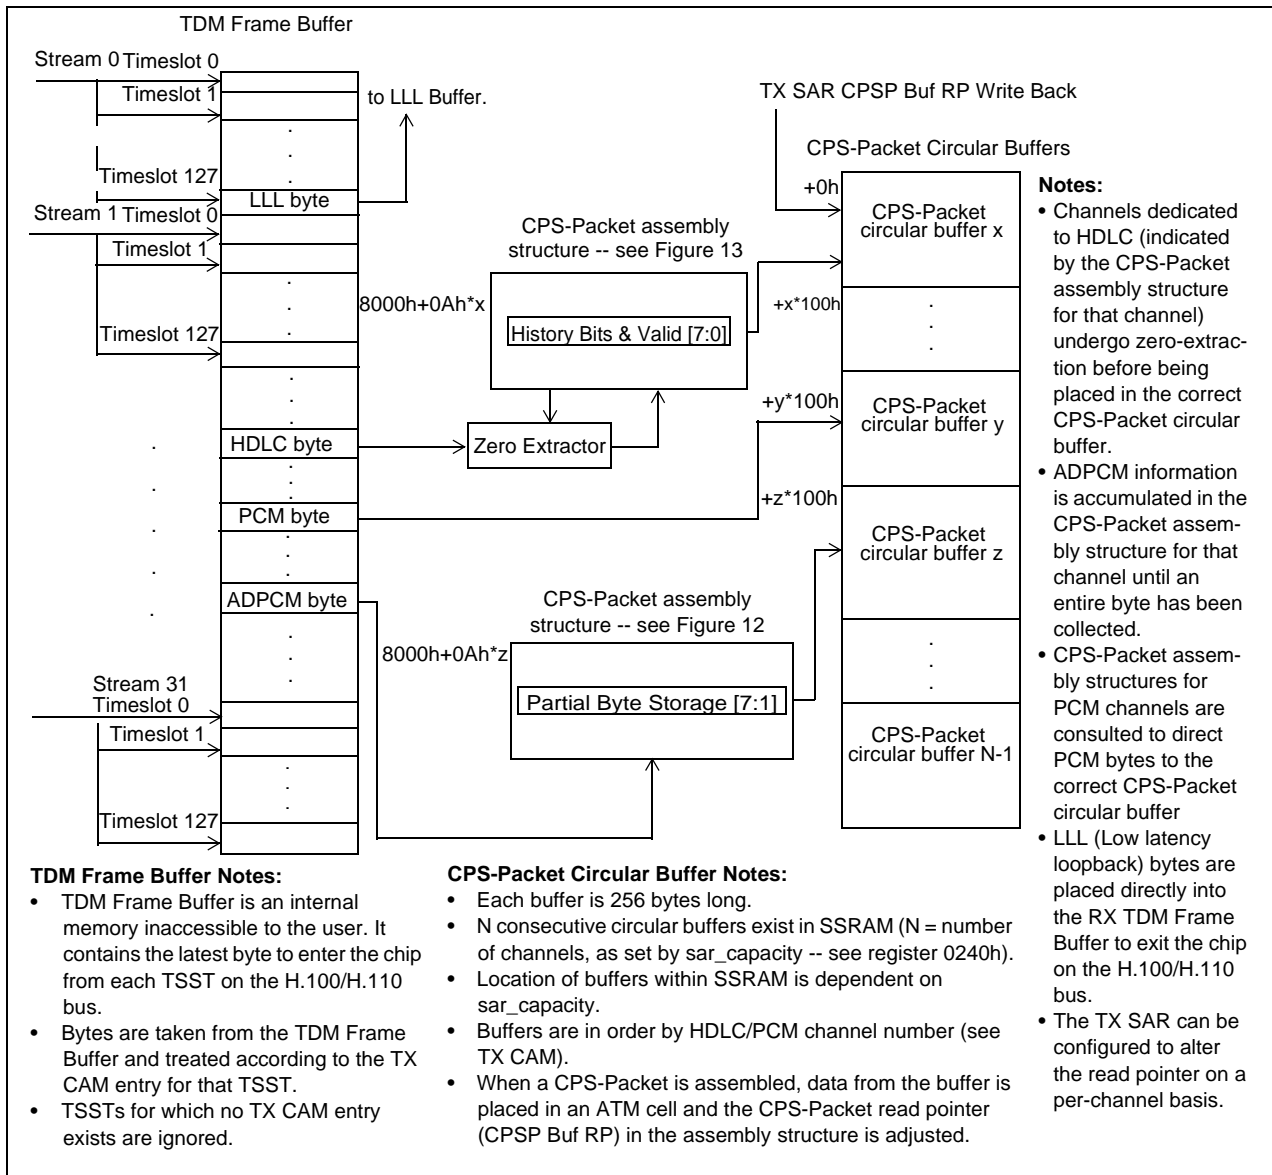 TDM Frame Buffer
Stream 0 Timeslot 0
Timeslot 1
to LLL Buffer.
TX SAR CPSP Buf RP Write Back
CPS-Packet Circular Buffers
Timeslot 127
LLL byte
+0h
CPS-Packet
circular buffer x
Stream 1 Timeslot 0
Timeslot 1
CPS-Packet assembly
structure -- see Figure 13
8000h+0Ah*x
History Bits & Valid [7:0]
+x*100h
Timeslot 127
+y*100h
CPS-Packet
circular buffer y
HDLC byte
Zero Extractor
PCM byte
+z*100h
CPS-Packet
circular buffer z
ADPCM byte
CPS-Packet assembly
structure -- see Figure 12
8000h+0Ah*z
Partial Byte Storage [7:1]
Stream 31
Timeslot 0
Timeslot 1
CPS-Packet
circular buffer N-1
Timeslot 127
Notes:
• Channels dedicated
to HDLC (indicated
by the CPS-Packet
assembly structure
for that channel)
undergo zero-extrac-
tion before being
placed in the correct
CPS-Packet circular
buffer.
• ADPCM information
is accumulated in the
CPS-Packet assem-
bly structure for that
channel until an
entire byte has been
collected.
• CPS-Packet assem-
bly structures for
PCM channels are
consulted to direct
PCM bytes to the
correct CPS-Packet
circular buffer
• LLL (Low latency
loopback) bytes are
placed directly into
the RX TDM Frame
Buffer to exit the chip
on the H.100/H.110
bus.
• The TX SAR can be
configured to alter
the read pointer on a
per-channel basis.
TDM Frame Buffer Notes:
• TDM Frame Buffer is an internal
memory inaccessible to the user. It
contains the latest byte to enter the chip
from each TSST on the H.100/H.110
bus.
• Bytes are taken from the TDM Frame
Buffer and treated according to the TX
CAM entry for that TSST.
• TSSTs for which no TX CAM entry
exists are ignored.
CPS-Packet Circular Buffer Notes:
• Each buffer is 256 bytes long.
• N consecutive circular buffers exist in SSRAM (N = number
of channels, as set by sar_capacity -- see register 0240h).
• Location of buffers within SSRAM is dependent on
sar_capacity.
• Buffers are in order by HDLC/PCM channel number (see
TX CAM).
• When a CPS-Packet is assembled, data from the buffer is
placed in an ATM cell and the CPS-Packet read pointer
(CPSP Buf RP) in the assembly structure is adjusted.